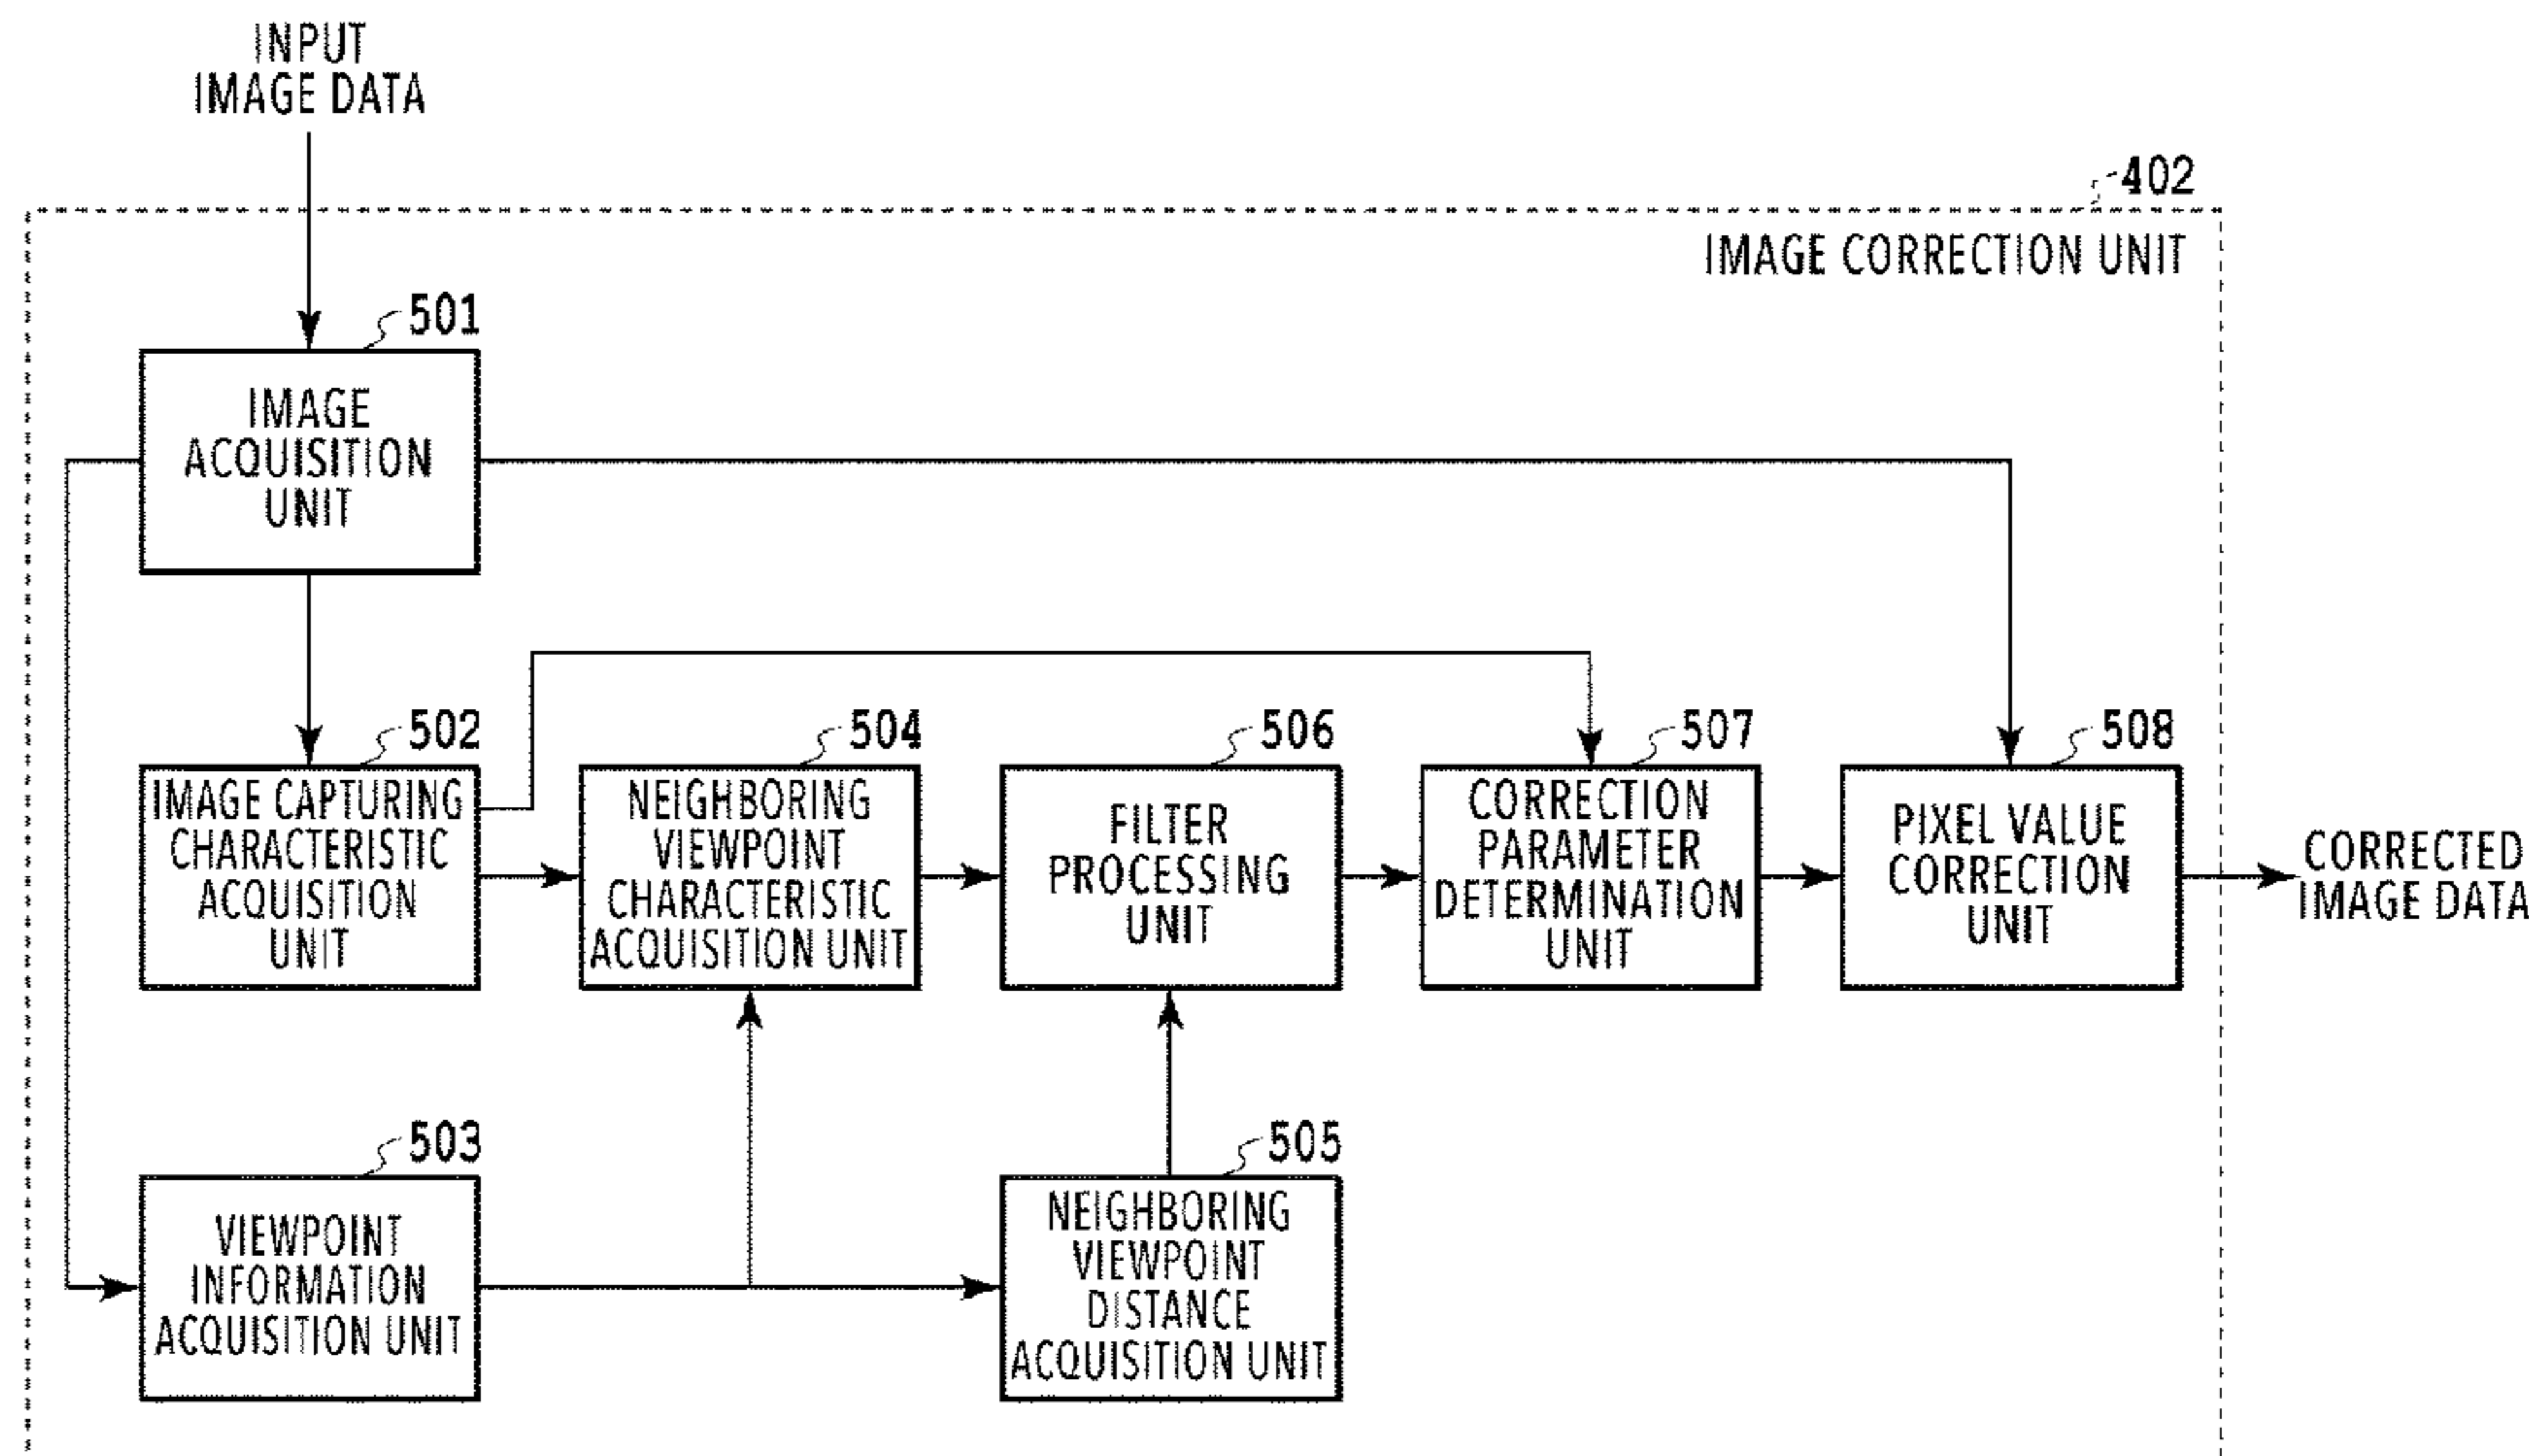 INPUT
IMAGE DATA
402
IMAGE CORRECTION UNIT
501
IMAGE
ACQUISITION
UNIT
502
IMAGE CAPTURING
CHARACTERISTIC
ACQUISITION
UNIT
504
NEIGHBORING
VIEWPOINT
CHARACTERISTIC
ACQUISITION UNIT
506
FILTER
PROCESSING
UNIT
507
CORRECTION
PARAMETER
DETERMINATION
UNIT
508
PIXEL VALUE
CORRECTION
UNIT
CORRECTED
IMAGE DATA
503
VIEWPOINT
INFORMATION
ACQUISITION UNIT
505
NEIGHBORING
VIEWPOINT
DISTANCE
ACQUISITION UNIT